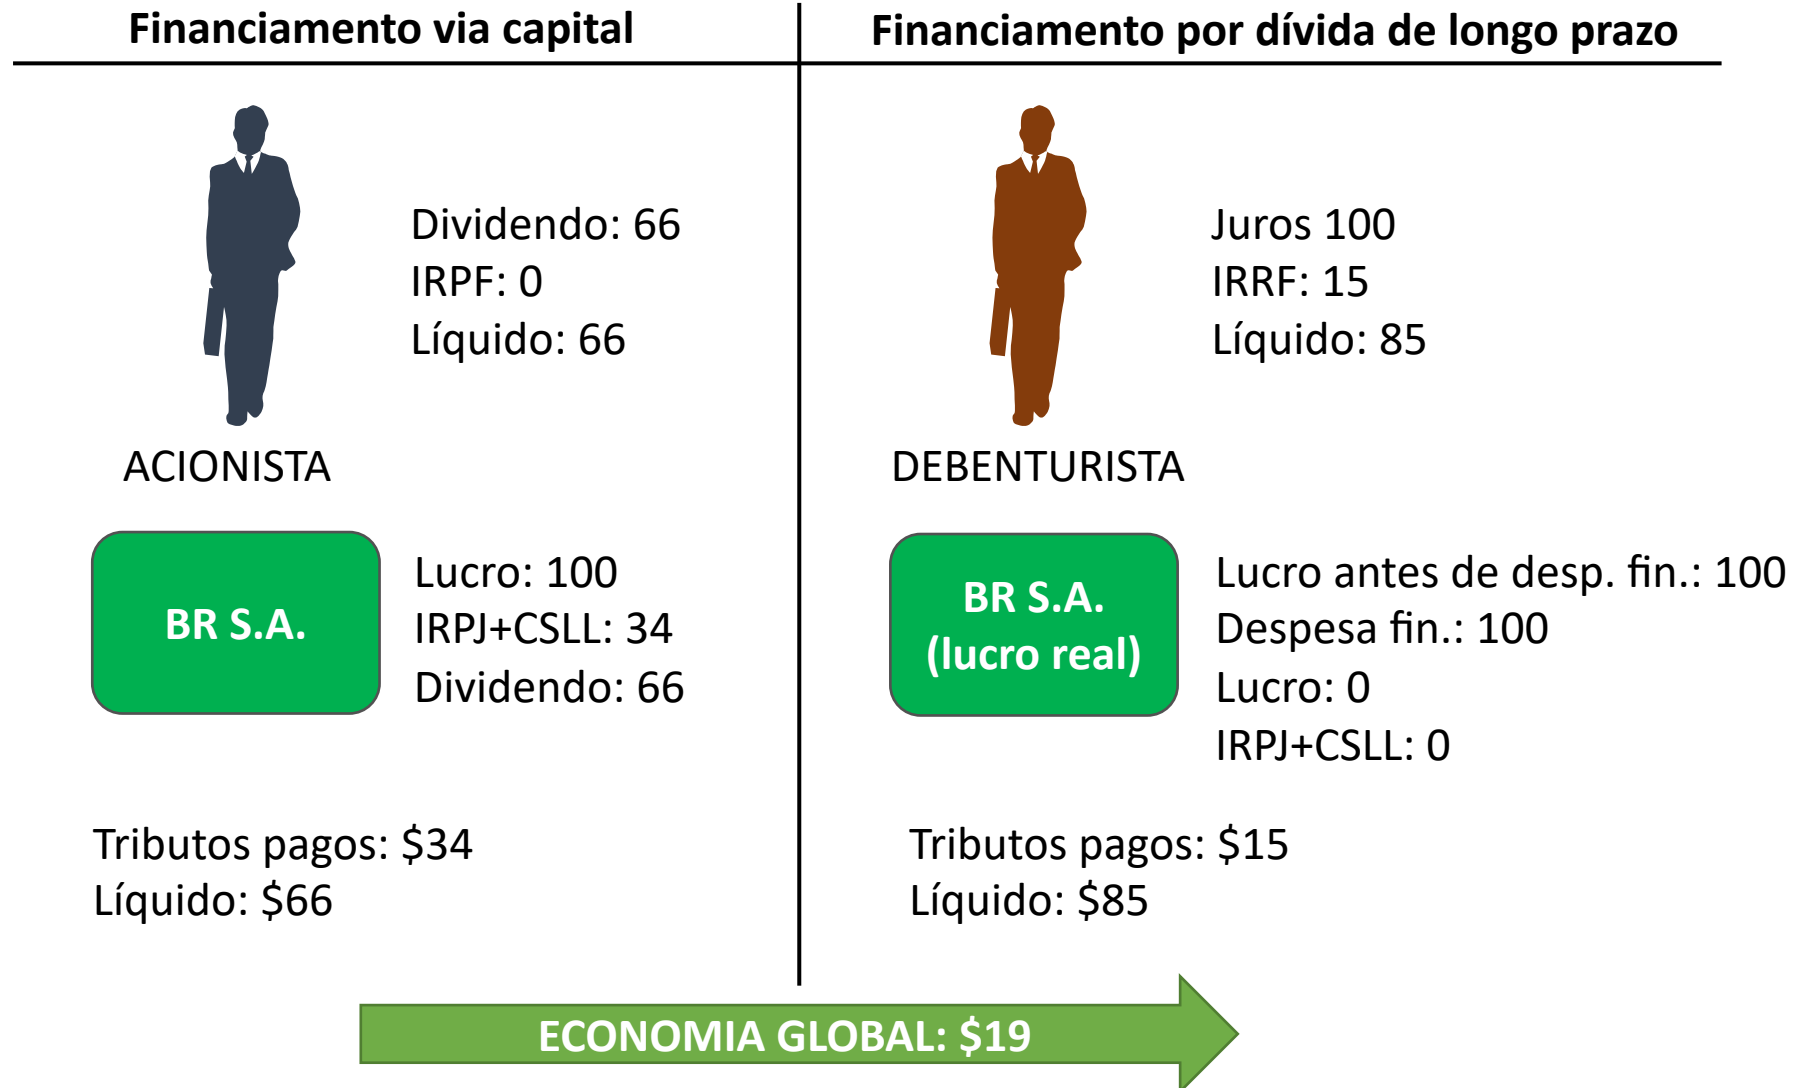 Financiamento via capital
Dividendo: 66
IRPF: 0
Líquido: 66
ACIONISTA
BR S.A.
Lucro: 100
IRPJ+CSLL: 34
Dividendo: 66
Tributos pagos: $34
Líquido: $66
Financiamento por dívida de longo prazo
Juros 100
IRRF: 15
Líquido: 85
DEBENTURISTA
BR S.A.
(lucro real)
Lucro antes de desp. fin.: 100
Despesa fin.: 100
Lucro: 0
IRPJ+CSLL: 0
Tributos pagos: $15
Líquido: $85
ECONOMIA GLOBAL: $19